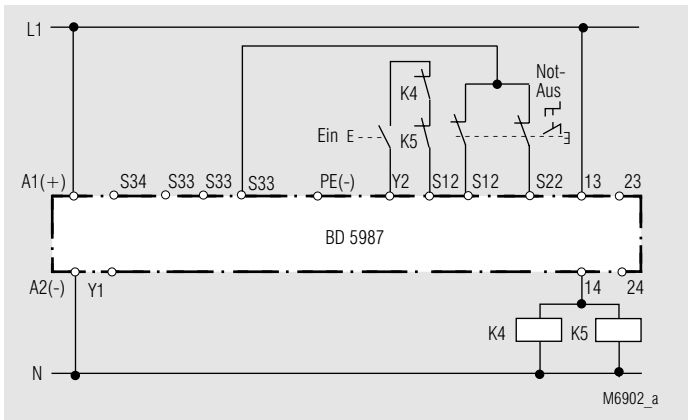 L1
Not-
Aus
K4
Ein E
K5
A1(+) S34 S33 S33 S33 PE(-) Y2 S12 S12 S22 13 23
BD 5987
A2(-) Y1 14 24
K4 K5
N
M6902_a